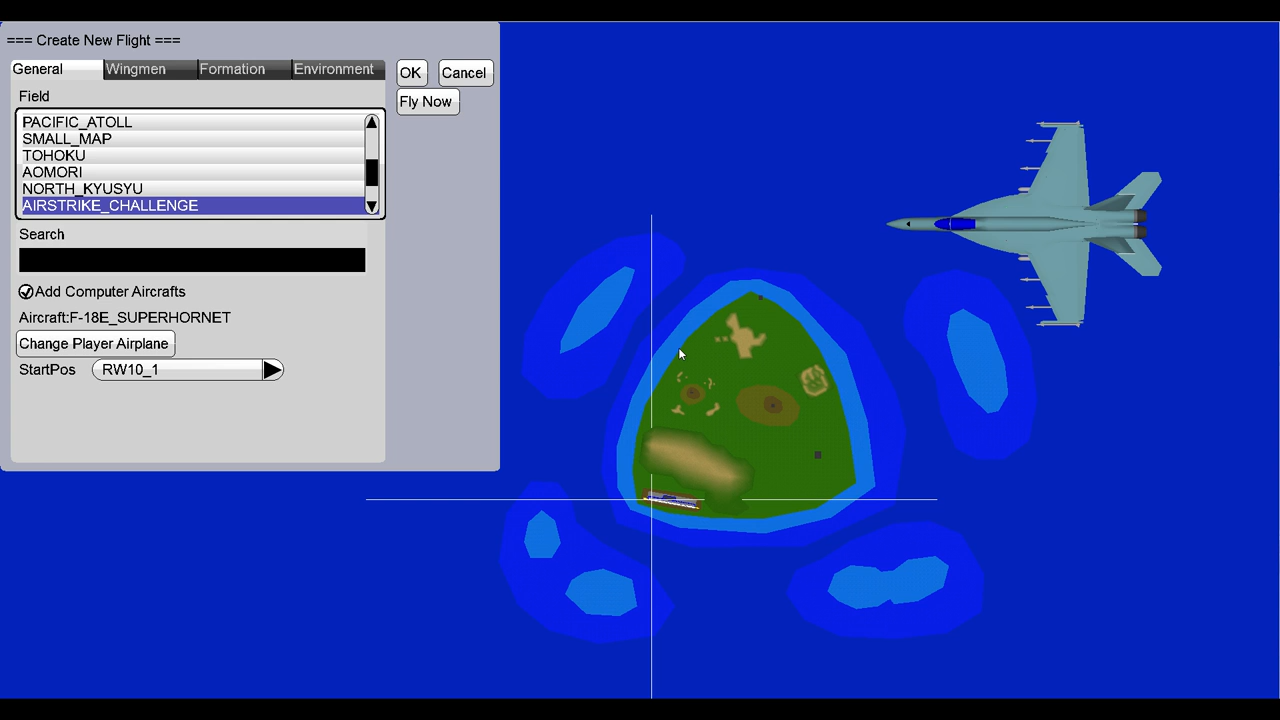 === Create New Flight ===
General Wingmen Formation Environment
OK Cancel
Fly Now
Field
PACIFIC_ATOLL
SMALL_MAP
TOHOKU
AOMORI
NORTH_KYUSYU
AIRSTRIKE_CHALLENGE
Search
Add Computer Aircrafts
Aircraft:F-18E_SUPERHORNET
Change Player Airplane
StartPos RW10_1